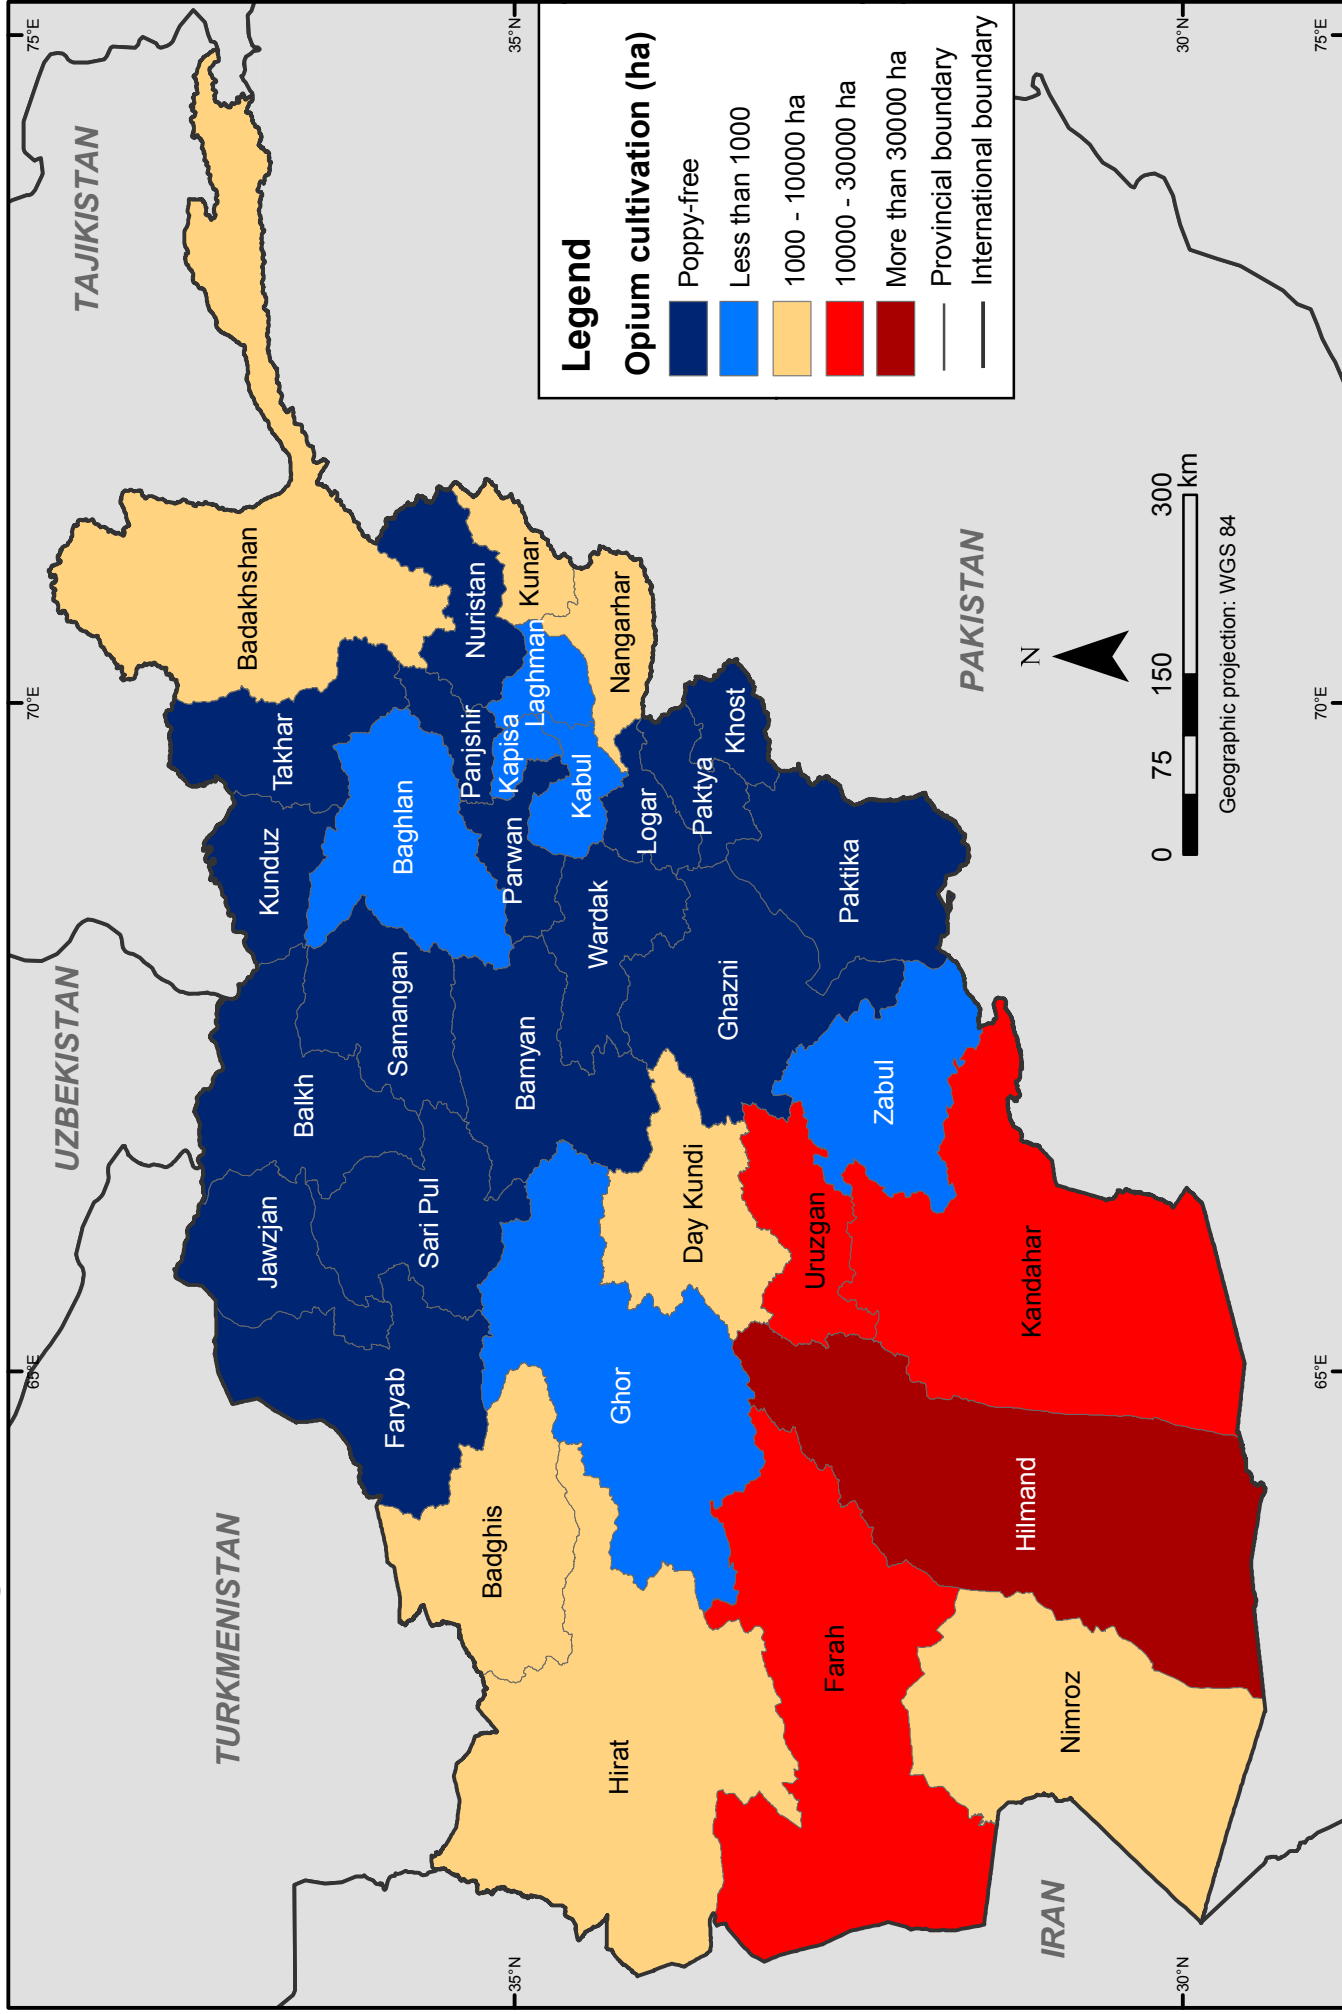 75°E
70°E
65°E
TAJIKISTAN
UZBEKISTAN
TURKMENISTAN
35°N
35°N
Badakhshan
Takhar
Kunduz
Balkh
Jawzjan
Baghlan
Samangan
Sari Pul
Faryab
Badghis
Nuristan
Kunar
Laghman
Nangarhar
Panjshir
Kapisa
Kabul
Parwan
Bamyan
Wardak
Logar
Paktya
Khost
Ghazni
Paktika
Ghor
Day Kundi
Uruzgan
Zabul
Hirat
Farah
Kandahar
Hilmand
Nimroz
PAKISTAN
IRAN
Legend
Opium cultivation (ha)
Poppy-free
Less than 1000
1000 - 10000 ha
10000 - 30000 ha
More than 30000 ha
Provincial boundary
International boundary
N
0 75 150 300
km
Geographic projection: WGS 84
30°N
30°N
75°E
70°E
65°E